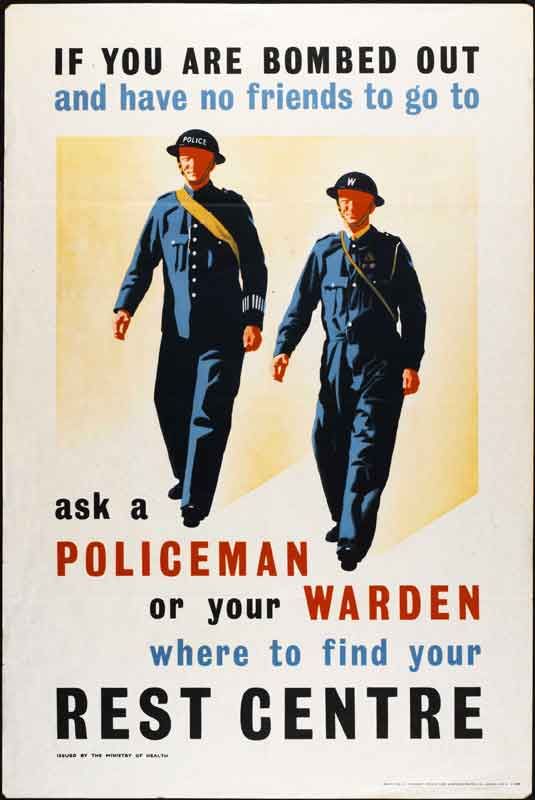 IF YOU ARE BOMBED OUT
and have no friends to go to
POLICE
W
ask a
POLICEMAN
or your WARDEN
where to find your
REST CENTRE
ISSUED BY THE MINISTRY OF HEALTH